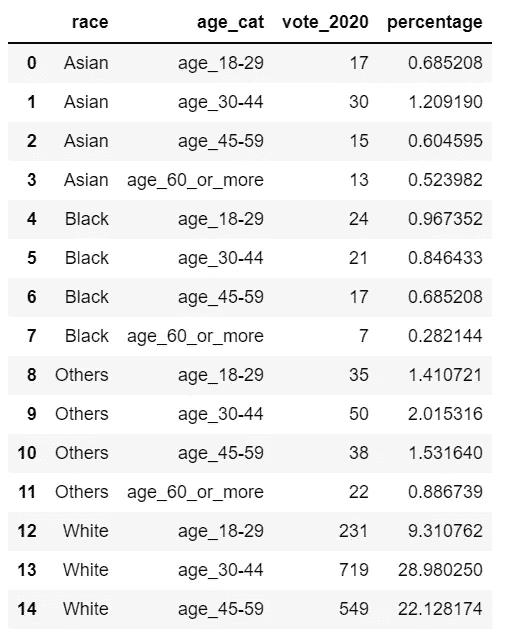 race age_cat vote_2020 percentage
0 Asian age_18-29 17 0.685208
1 Asian age_30-44 30 1.209190
2 Asian age_45-59 15 0.604595
3 Asian age_60_or_more 13 0.523982
4 Black age_18-29 24 0.967352
5 Black age_30-44 21 0.846433
6 Black age_45-59 17 0.685208
7 Black age_60_or_more 7 0.282144
8 Others age_18-29 35 1.410721
9 Others age_30-44 50 2.015316
10 Others age_45-59 38 1.531640
11 Others age_60_or_more 22 0.886739
12 White age_18-29 231 9.310762
13 White age_30-44 719 28.980250
14 White age_45-59 549 22.128174